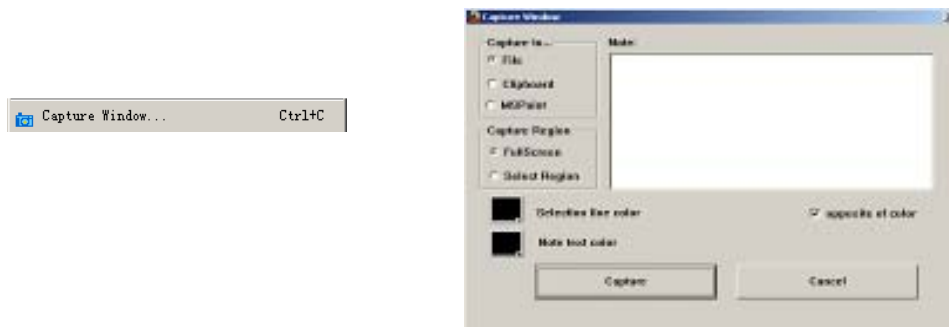 Capture Window... Ctrl+C
Capture Window
Capture to...
File
Clipboard
MSPaint
Capture Region
FullScreen
Select Region
Note:
Selection line color
opposite of color
Note text color
Capture
Cancel